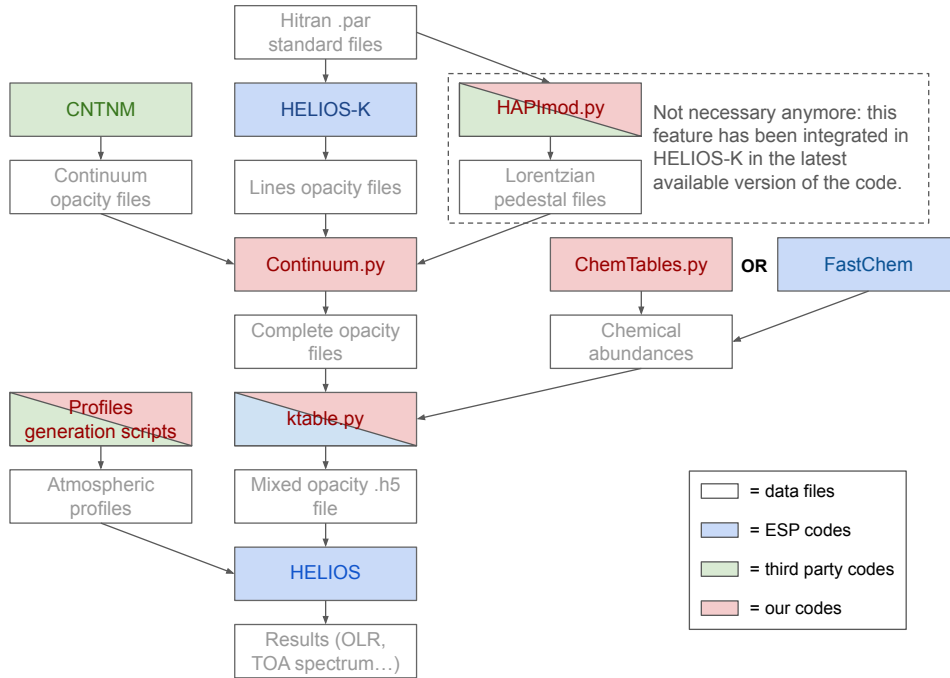 Hitran .par
standard files
CNTNM
HELIOS-K
HAPImod.py
Not necessary anymore: this
feature has been integrated in
HELIOS-K in the latest
available version of the code.
Continuum
opacity files
Lines opacity files
Lorentzian
pedestal files
Continuum.py
ChemTables.py
OR
FastChem
Complete opacity
files
Chemical
abundances
Profiles
generation scripts
ktable.py
Atmospheric
profiles
Mixed opacity .h5
file
HELIOS
Results (OLR,
TOA spectrum…)
= data files
= ESP codes
= third party codes
= our codes